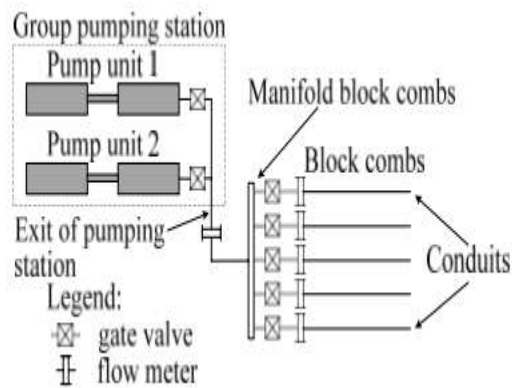 Group pumping station
Pump unit 1
Manifold block combs
Pump unit 2
Block combs
Exit of pumping
station
Conduits
Legend:
gate valve
flow meter